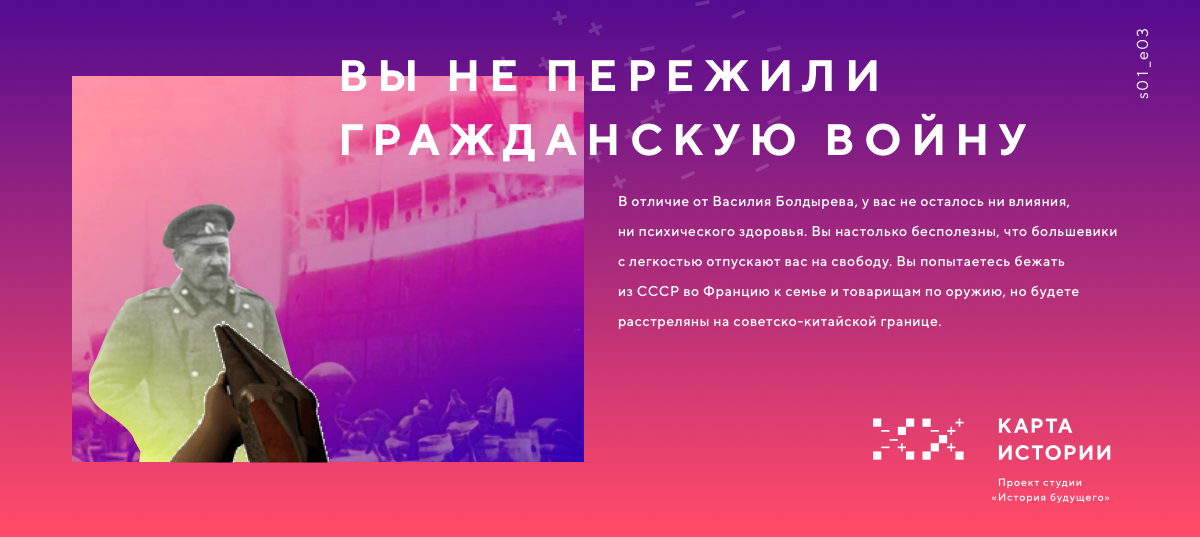 ВЫ НЕ ПЕРЕЖИЛИ
ГРАЖДАНСКУЮ ВОЙНУ
s01_e03
В отличие от Василия Болдырева, у вас не осталось ни влияния,
ни психического здоровья. Вы настолько бесполезны, что большевики
с легкостью отпускают вас на свободу. Вы попытаетесь бежать
из СССР во Францию к семье и товарищам по оружию, но будете
расстреляны на советско-китайской границе.
КАРТА
ИСТОРИИ
Проект студии
«История будущего»